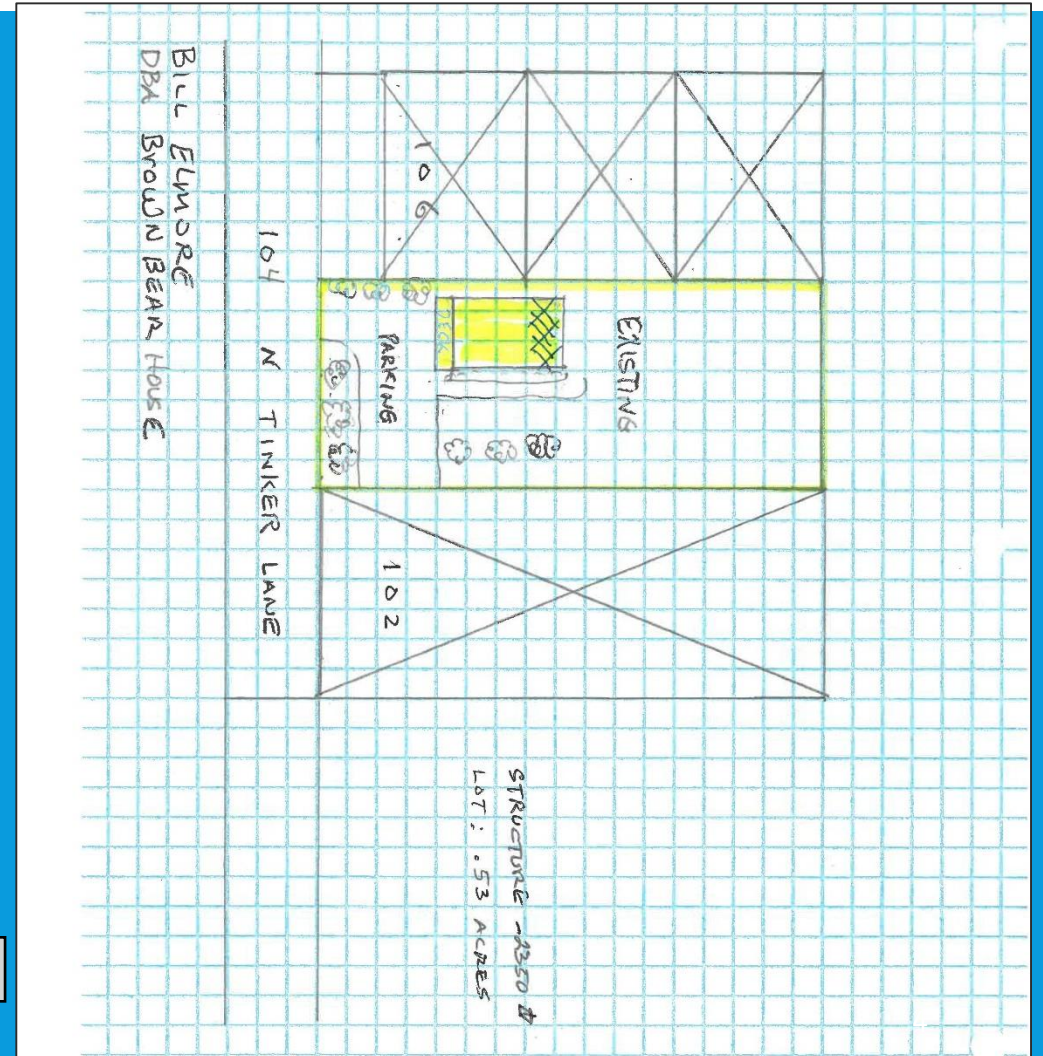 STRUCTURE - 2350 #
LOT : .53 ACRES
EXISTING
DECK
PARKING
106
102
104 N TINKER LANE
BILL ELMORE
DBA BROWN BEAR HOUSE